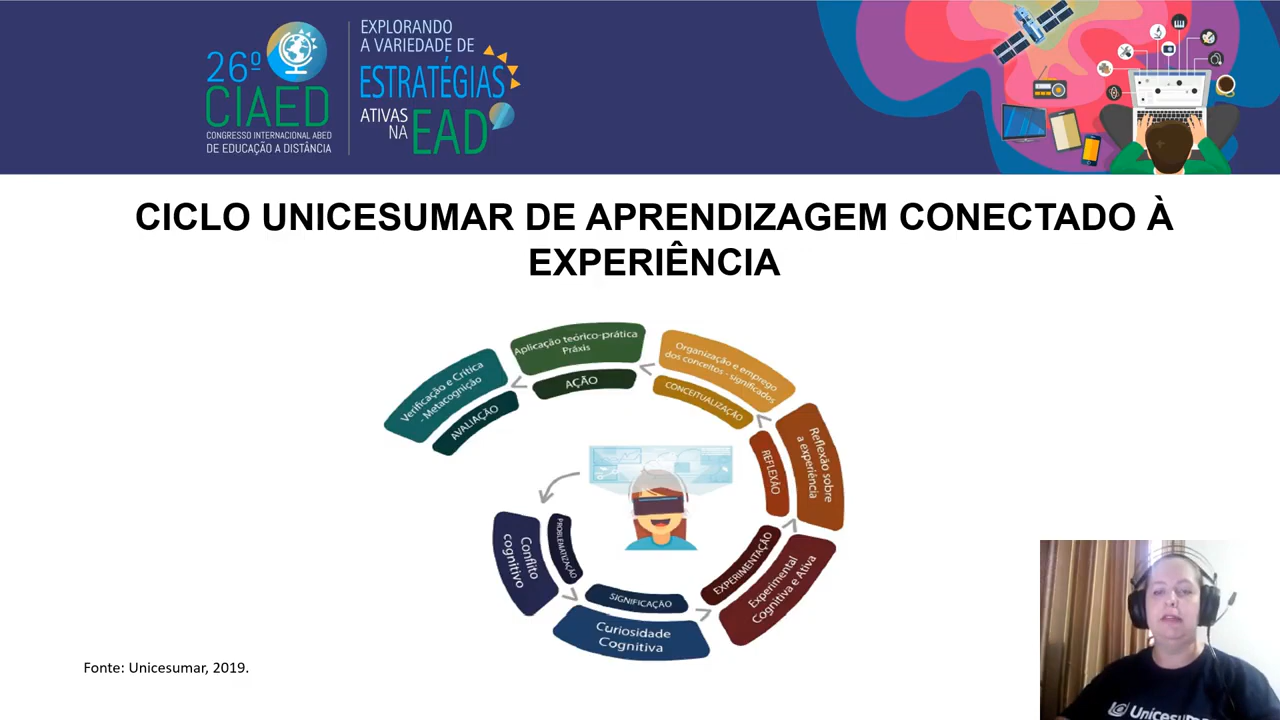 26º
CIAED
CONGRESSO INTERNACIONAL ABED
DE EDUCAÇÃO A DISTÂNCIA
EXPLORANDO
A VARIEDADE DE
ESTRATÉGIAS
ATIVAS
NA EAD
CICLO UNICESUMAR DE APRENDIZAGEM CONECTADO À
EXPERIÊNCIA
Conflito
cognitivo
PROBLEMATIZAÇÃO
SIGNIFICAÇÃO
Curiosidade
Cognitiva
EXPERIMENTAÇÃO
Experimental
Cognitiva e Ativa
REFLEXÃO
Reflexão sobre
a experiência
Organização e emprego
dos conceitos - significados
CONCEITUALIZAÇÃO
Aplicação teórico-prática
Práxis
AÇÃO
Verificação e Crítica
- Metacognição
AVALIAÇÃO
Fonte: Unicesumar, 2019.